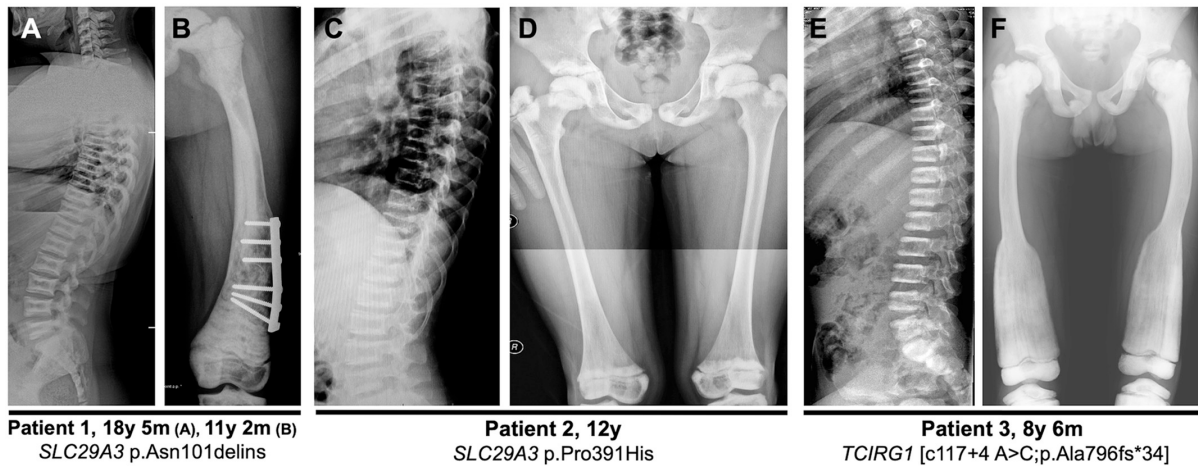 A B C D E F
R
Patient 1, 18y 5m (A), 11y 2m (B)
SLC29A3 p.Asn101delins
Patient 2, 12y
SLC29A3 p.Pro391His
Patient 3, 8y 6m
TCIRG1 [c117+4 A>C;p.Ala796fs*34]